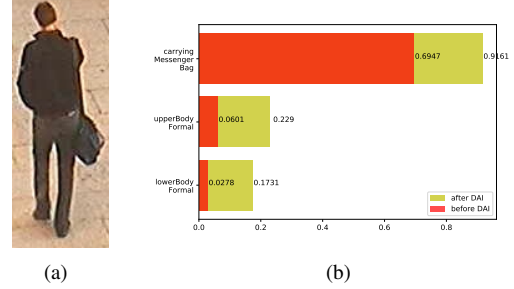 carrying
Messenger
Bag
0.6947
0.9161
upperBody
Formal
0.0601
0.229
lowerBody
Formal
0.0278
0.1731
after DAI
before DAI
0.0
0.2
0.4
0.6
0.8
(a)
(b)